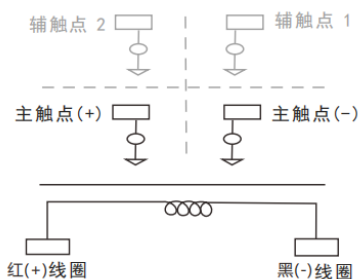 辅触点 2
辅触点 1
主触点(+)
主触点(-)
红(+)线圈
黑(-)线圈